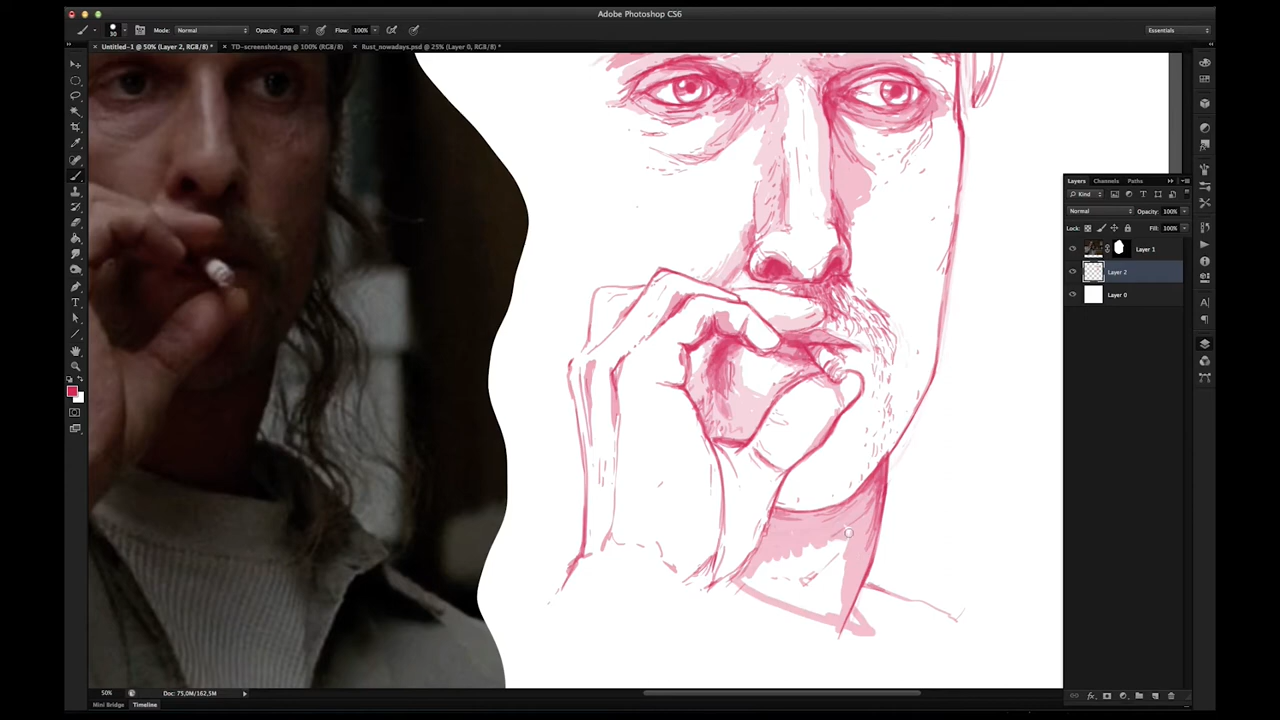 Adobe Photoshop CS6
30 Mode: Normal Opacity: 30% Flow: 100% Essentials
× Untitled-1 @ 50% (Layer 2, RGB/8) * × TD-screenshot.png @ 100% (RGB/8) × Rust_nowadays.psd @ 25% (Layer 0, RGB/8) *
Layers Channels Paths
Kind
Normal Opacity: 100%
Lock: Fill: 100%
Layer 1
Layer 2
Layer 0
50% Doc: 75,0M/162,5M
Mini Bridge Timeline